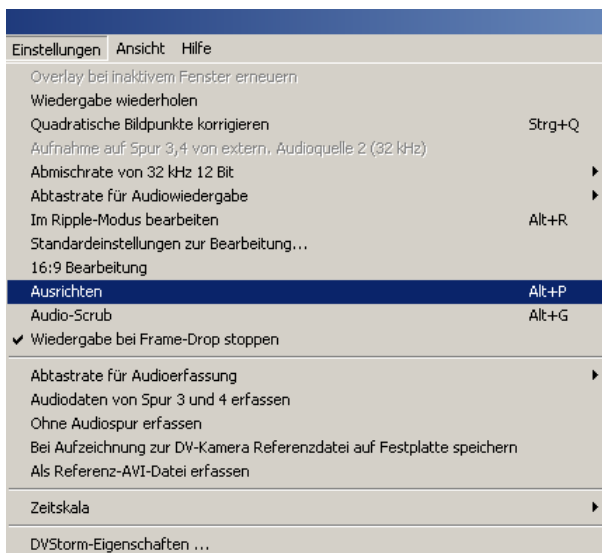 Einstellungen Ansicht Hilfe
Overlay bei inaktivem Fenster erneuern
Wiedergabe wiederholen
Quadratische Bildpunkte korrigieren Strg+Q
Aufnahme auf Spur 3,4 von extern. Audioquelle 2 (32 kHz)
Abmischrate von 32 kHz 12 Bit
Abtastrate für Audiowiedergabe
Im Ripple-Modus bearbeiten Alt+R
Standardeinstellungen zur Bearbeitung...
16:9 Bearbeitung
Ausrichten Alt+P
Audio-Scrub Alt+G
Wiedergabe bei Frame-Drop stoppen
Abtastrate für Audioerfassung
Audiodaten von Spur 3 und 4 erfassen
Ohne Audiospur erfassen
Bei Aufzeichnung zur DV-Kamera Referenzdatei auf Festplatte speichern
Als Referenz-AVI-Datei erfassen
Zeitskala
DVStorm-Eigenschaften ...